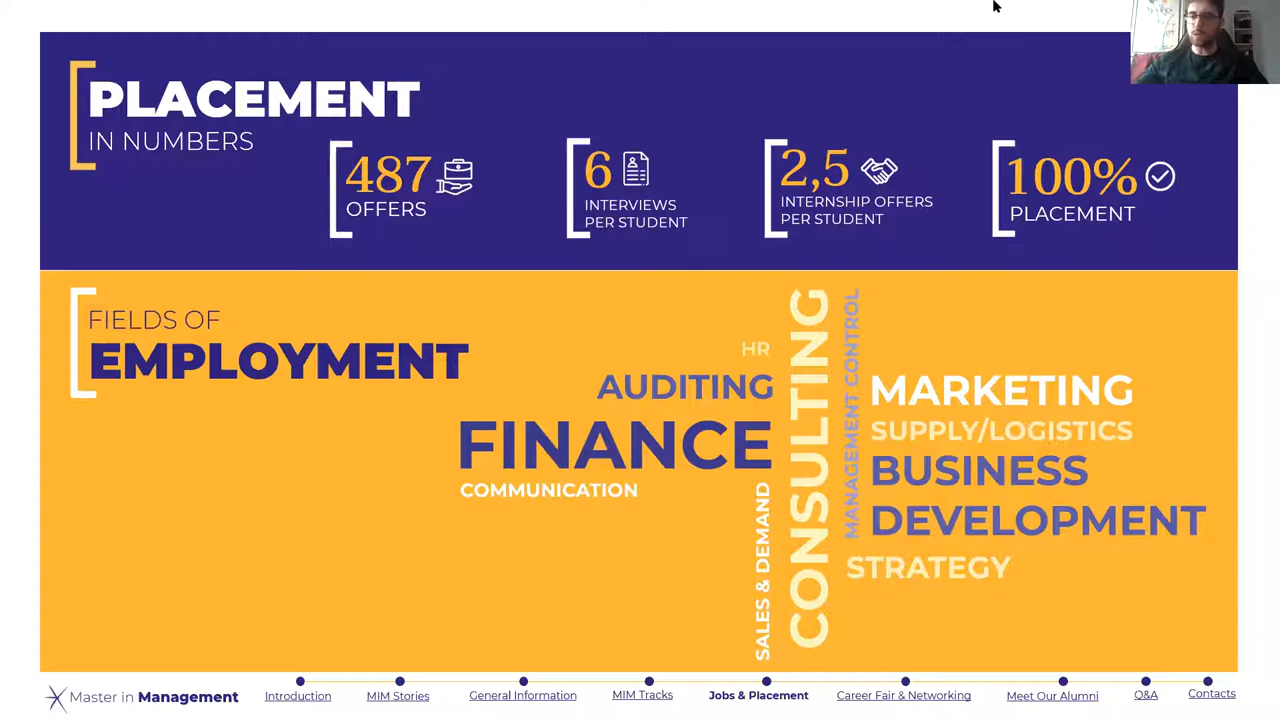 PLACEMENT
IN NUMBERS
487
OFFERS
6
INTERVIEWS
PER STUDENT
2,5
INTERNSHIP OFFERS
PER STUDENT
100%
PLACEMENT
FIELDS OF
EMPLOYMENT
HR
AUDITING
FINANCE
COMMUNICATION
SALES & DEMAND
CONSULTING
MANAGEMENT CONTROL
MARKETING
SUPPLY/LOGISTICS
BUSINESS
DEVELOPMENT
STRATEGY
Master in Management
Introduction
MIM Stories
General Information
MIM Tracks
Jobs & Placement
Career Fair & Networking
Meet Our Alumni
Q&A
Contacts